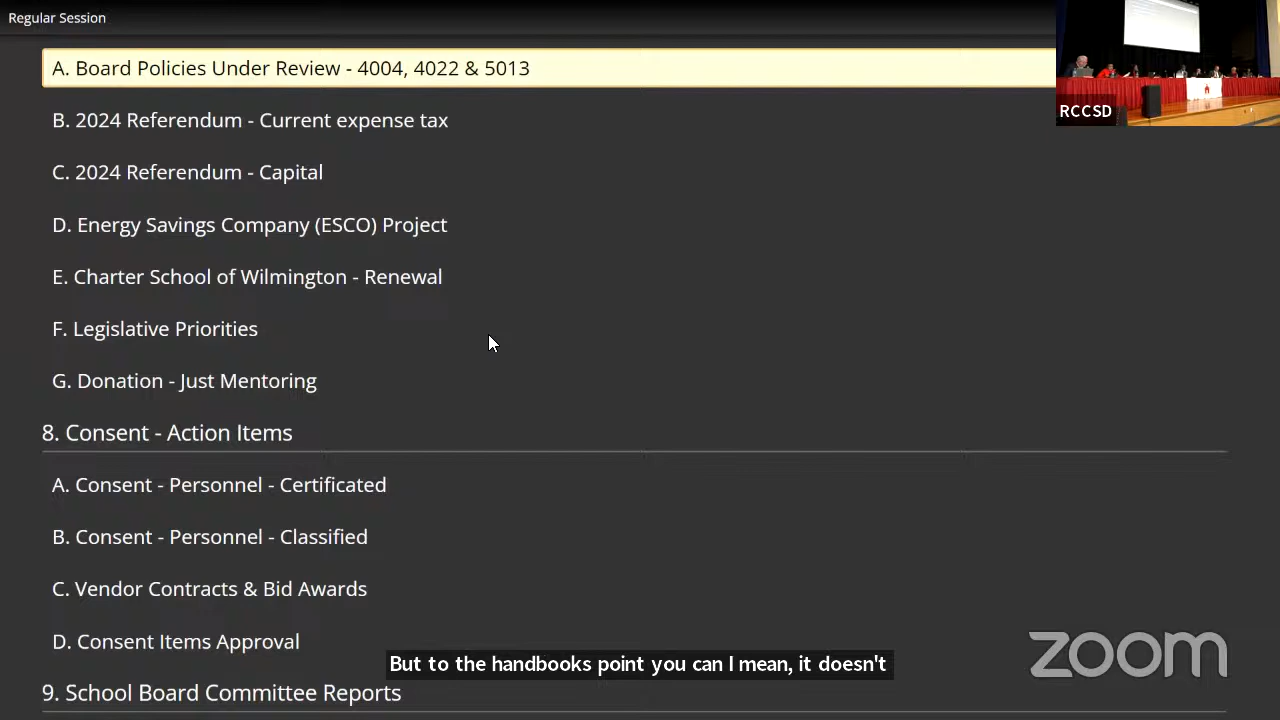 Regular Session
A. Board Policies Under Review - 4004, 4022 & 5013
B. 2024 Referendum - Current expense tax
C. 2024 Referendum - Capital
D. Energy Savings Company (ESCO) Project
E. Charter School of Wilmington - Renewal
F. Legislative Priorities
G. Donation - Just Mentoring
8. Consent - Action Items
A. Consent - Personnel - Certificated
B. Consent - Personnel - Classified
C. Vendor Contracts & Bid Awards
D. Consent Items Approval
9. School Board Committee Reports
RCCSD
But to the handbooks point you can I mean, it doesn't
zoom